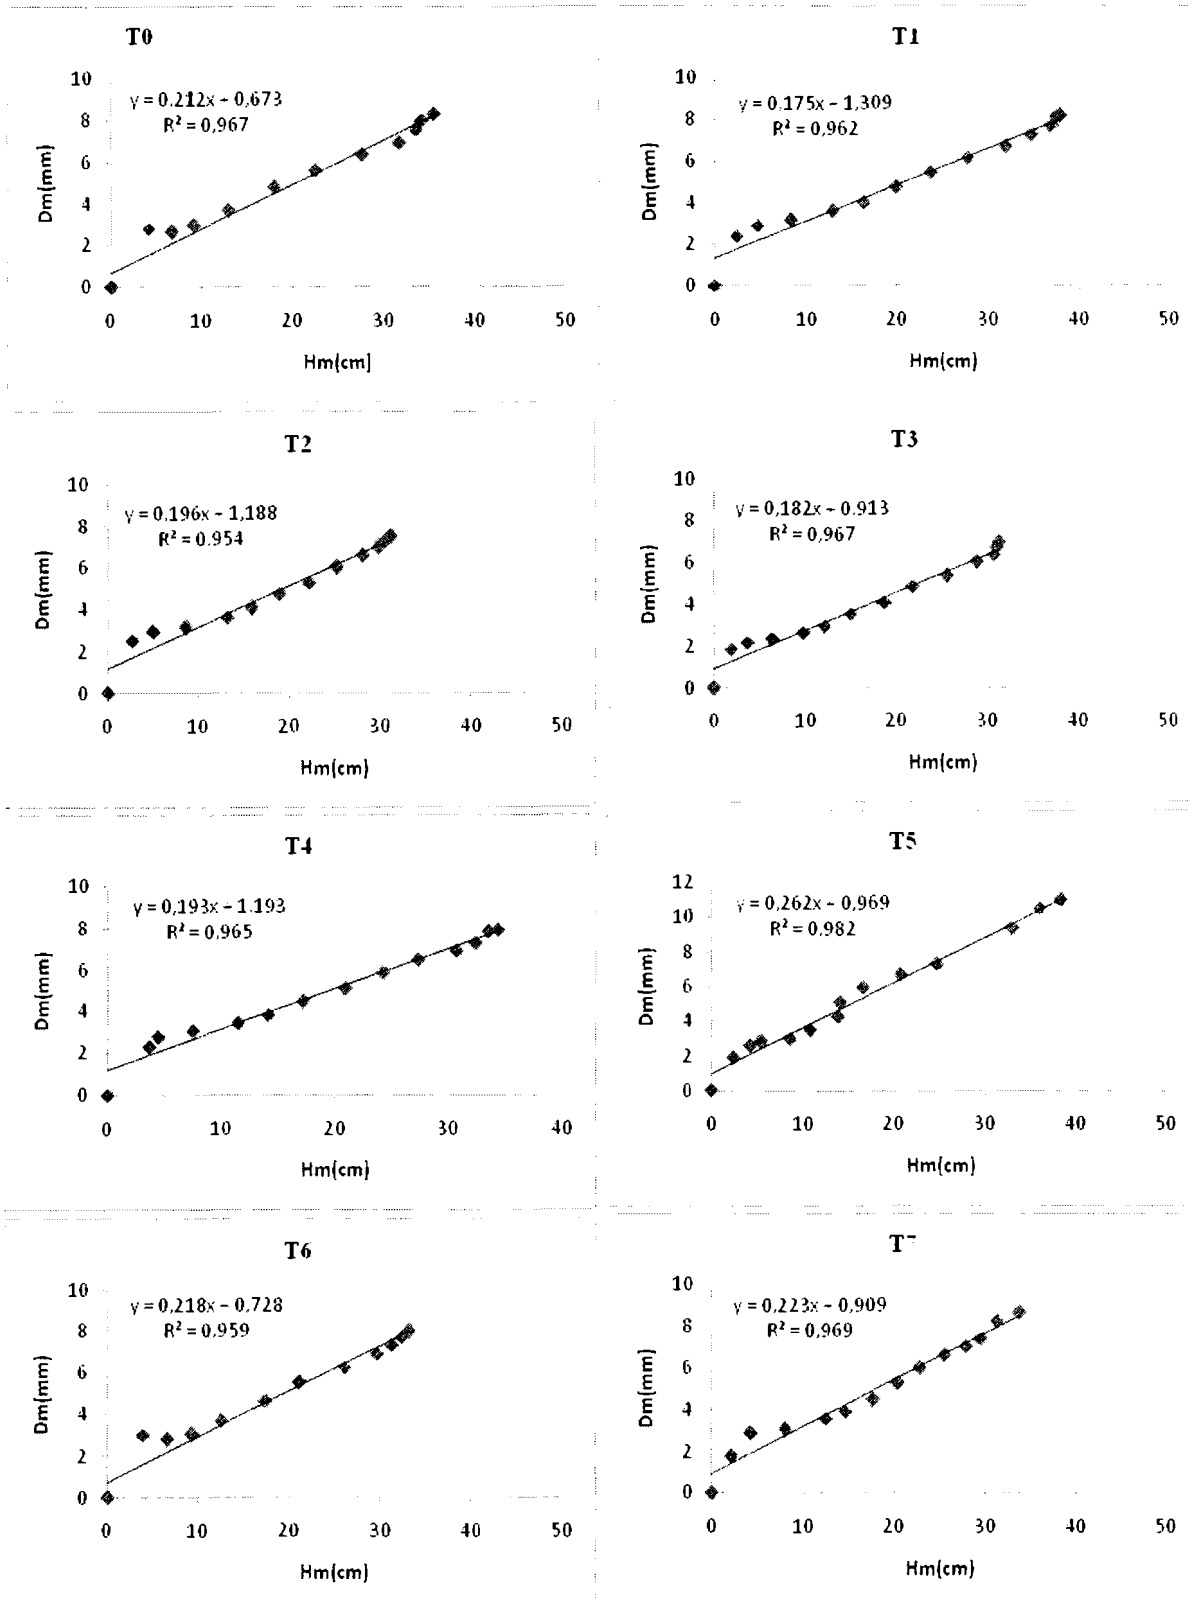 T0
10
8
6
4
2
0
Dm(mm)
y = 0,212x + 0,673
R² = 0,967
0 10 20 30 40 50
Hm(cm)
T1
10
8
6
4
2
0
Dm(mm)
y = 0,175x + 1,309
R² = 0,962
0 10 20 30 40 50
Hm(cm)
T2
10
8
6
4
2
0
Dm(mm)
y = 0,196x + 1,188
R² = 0.954
0 10 20 30 40 50
Hm(cm)
T3
10
8
6
4
2
0
Dm(mm)
y = 0,182x + 0.913
R² = 0,967
0 10 20 30 40 50
Hm(cm)
T4
10
8
6
4
2
0
Dm(mm)
y = 0,193x + 1.193
R² = 0.965
0 10 20 30 40
Hm(cm)
T5
12
10
8
6
4
2
0
Dm(mm)
y = 0,262x + 0,969
R² = 0.982
0 10 20 30 40 50
Hm(cm)
T6
10
8
6
4
2
0
Dm(mm)
y = 0,218x + 0,728
R² = 0,959
0 10 20 30 40 50
Hm(cm)
T7
10
8
6
4
2
0
Dm(mm)
y = 0,223x + 0,909
R² = 0,969
0 10 20 30 40 50
Hm(cm)